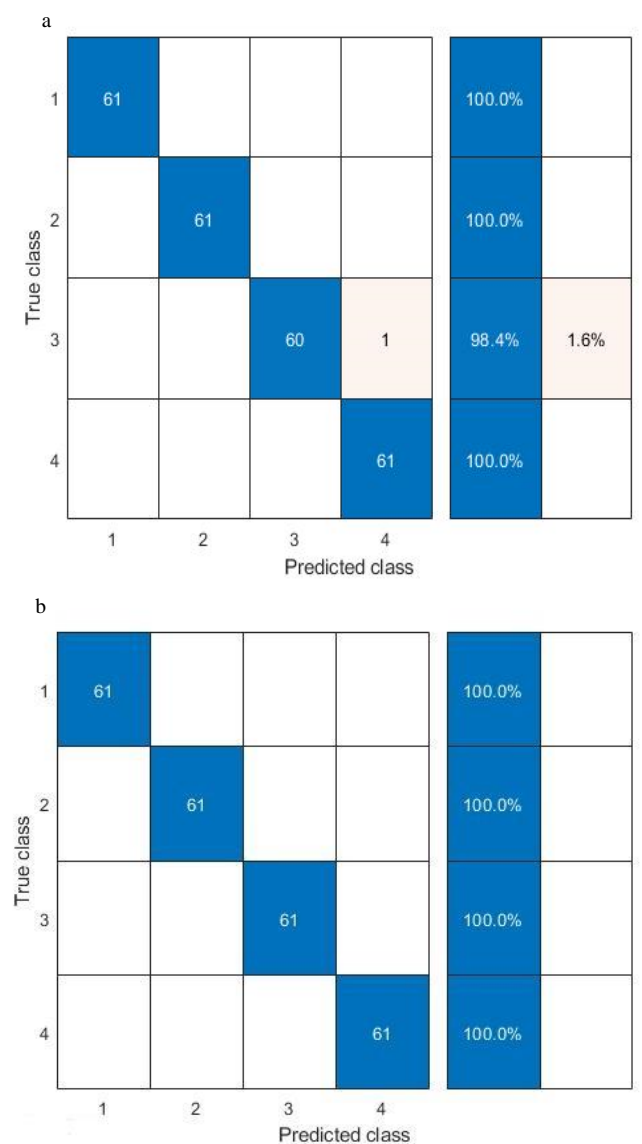 a
1 61 100.0%
2 61 100.0%
3 60 1 98.4% 1.6%
4 61 100.0%
True class
1 2 3 4
Predicted class
b
1 61 100.0%
2 61 100.0%
3 61 100.0%
4 61 100.0%
True class
1 2 3 4
Predicted class